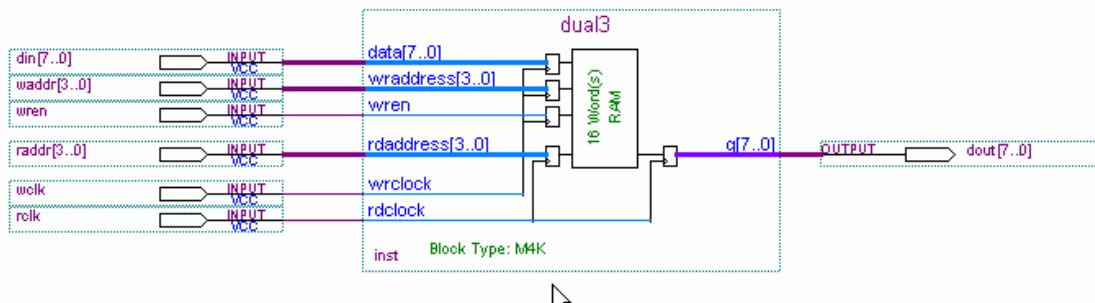 dual3
din[7..0] INPUT VCC data[7..0]
waddr[3..0] INPUT VCC wraddress[3..0]
wren INPUT VCC wren
raddr[3..0] INPUT VCC rdaddress[3..0]
16 Word(s) RAM
q[7..0] OUTPUT dout[7..0]
wclk INPUT VCC wrclock
rclk INPUT VCC rdclock
inst Block Type: M4K